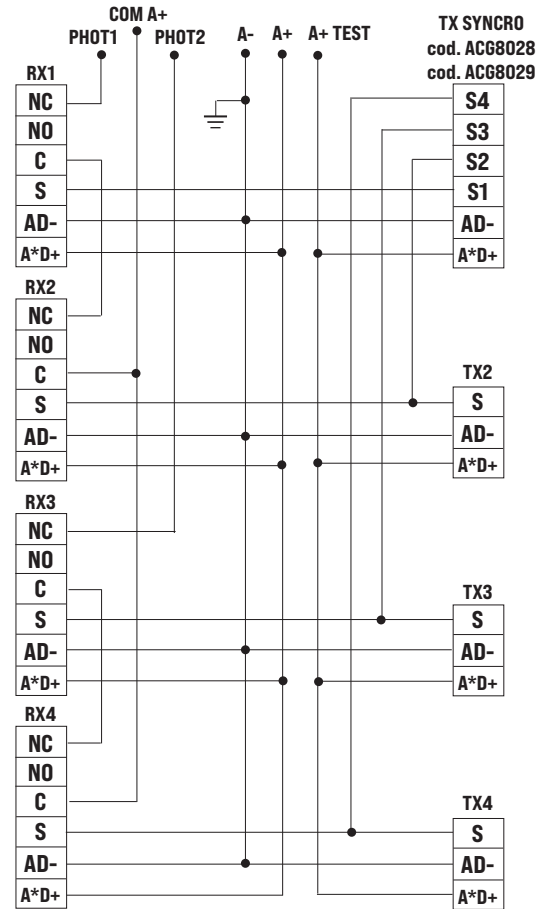 COM A+
PHOT1
PHOT2
A-
A+
A+ TEST
TX SYNCRO
cod. ACG8028
cod. ACG8029
RX1
NC
NO
C
S
AD-
A*D+
S4
S3
S2
S1
AD-
A*D+
RX2
NC
NO
C
S
AD-
A*D+
TX2
S
AD-
A*D+
RX3
NC
NO
C
S
AD-
A*D+
TX3
S
AD-
A*D+
RX4
NC
NO
C
S
AD-
A*D+
TX4
S
AD-
A*D+